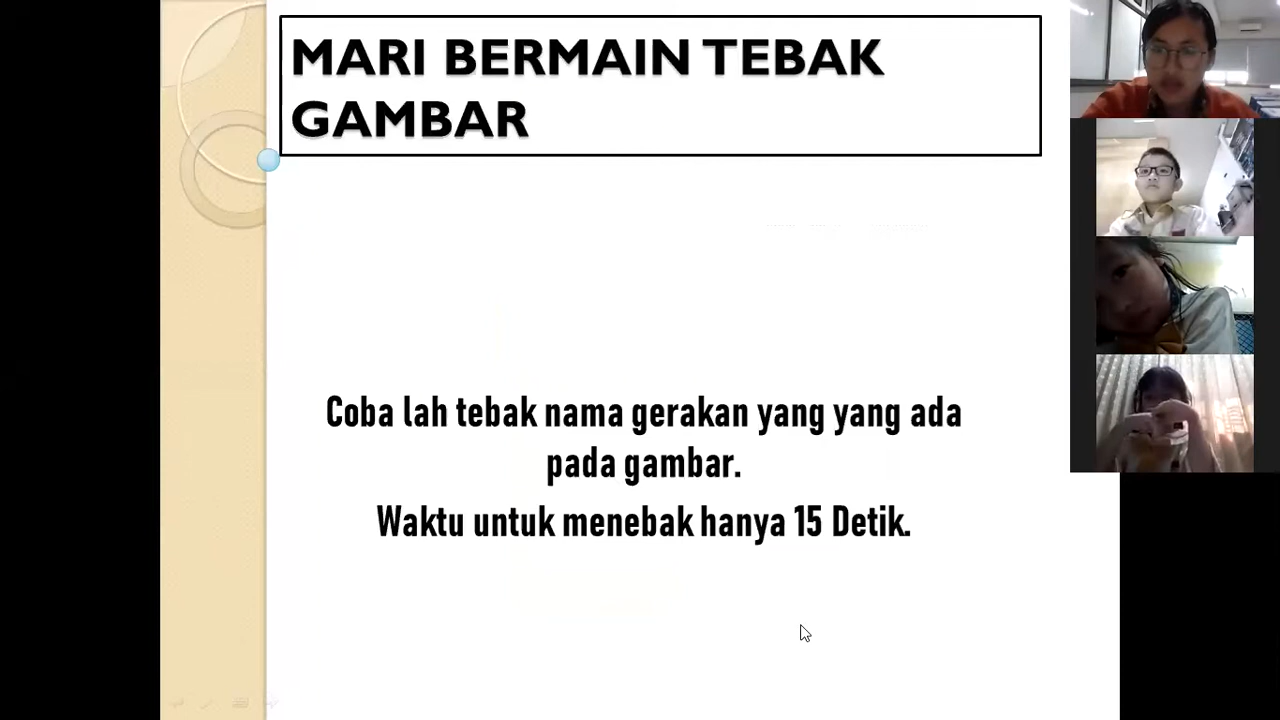 MARI BERMAIN TEBAK
GAMBAR
Coba lah tebak nama gerakan yang yang ada
pada gambar.
Waktu untuk menebak hanya 15 Detik.